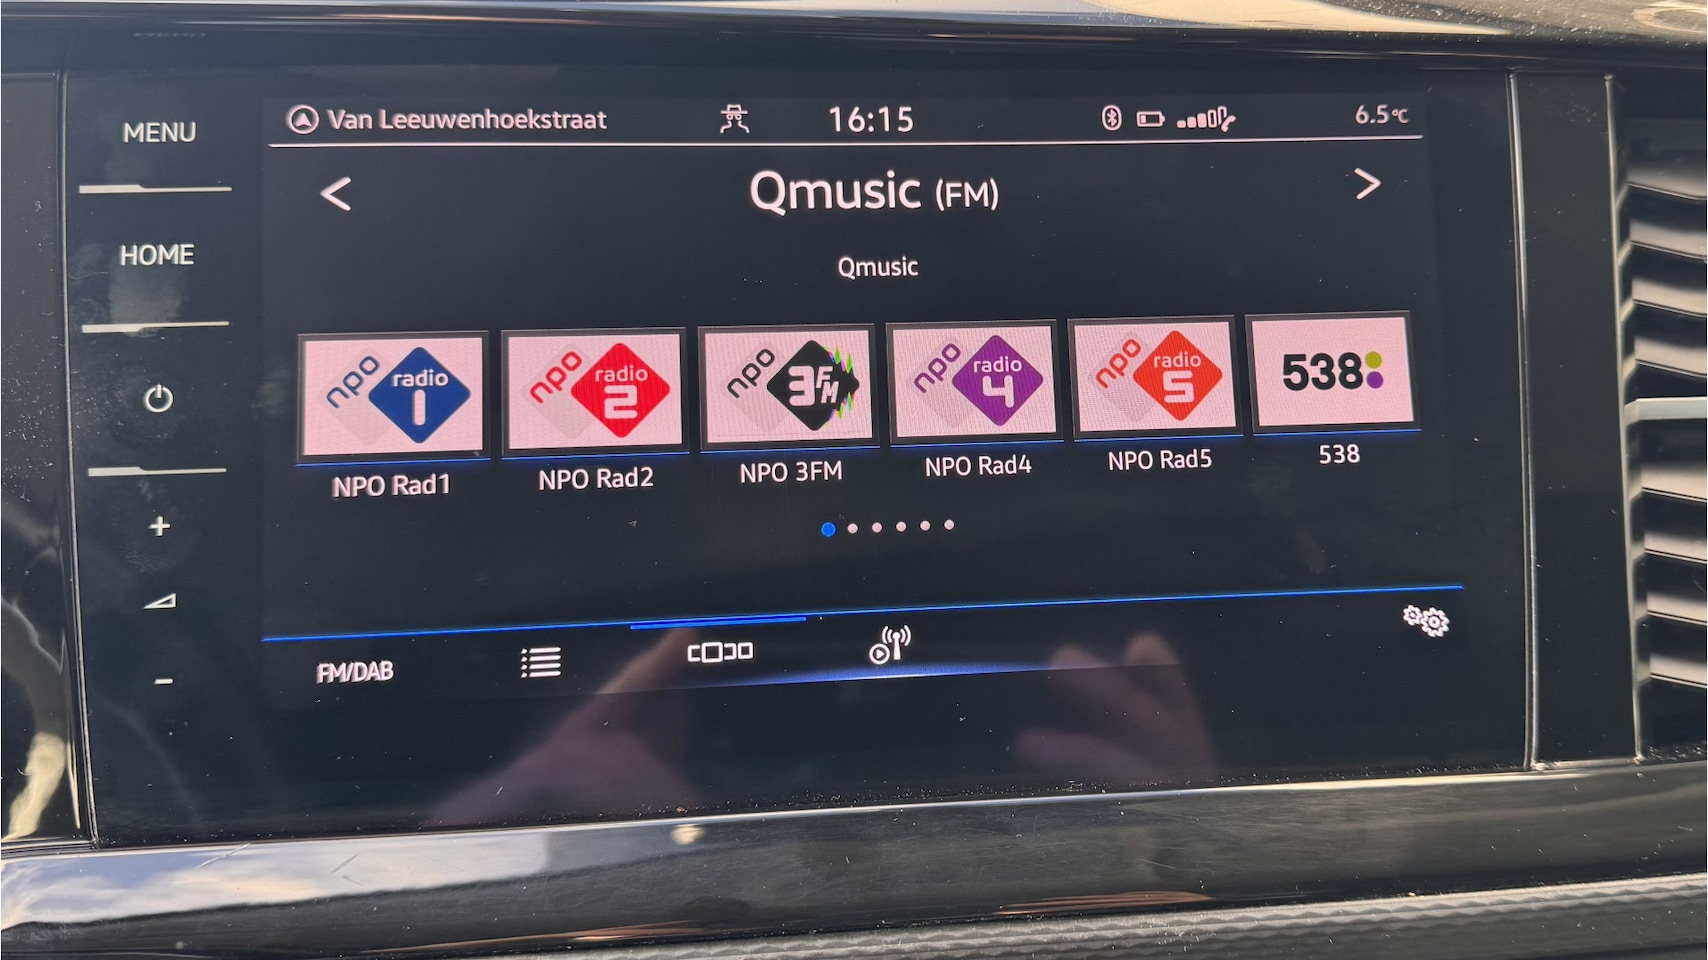 MENU
HOME
+
-
Van Leeuwenhoekstraat
16:15
6.5°C
<
Qmusic (FM)
>
Qmusic
npo radio 1
npo radio 2
npo 3FM
npo radio 4
npo radio 5
538
NPO Rad1
NPO Rad2
NPO 3FM
NPO Rad4
NPO Rad5
538
FM/DAB